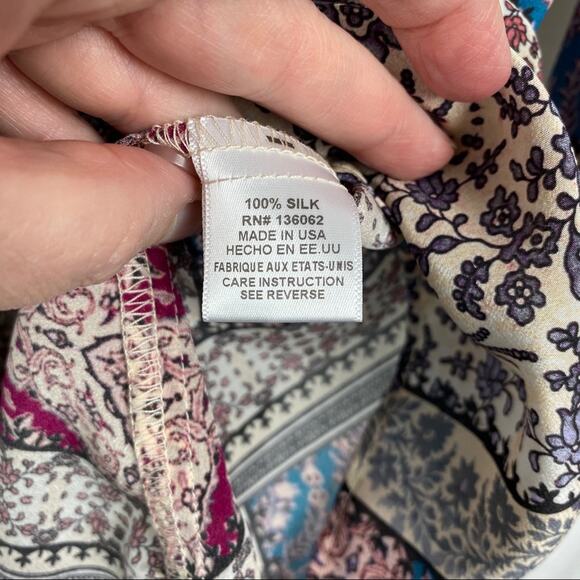 100% SILK
RN# 136062
MADE IN USA
HECHO EN EE.UU
FABRIQUE AUX ETATS-UNIS
CARE INSTRUCTION
SEE REVERSE